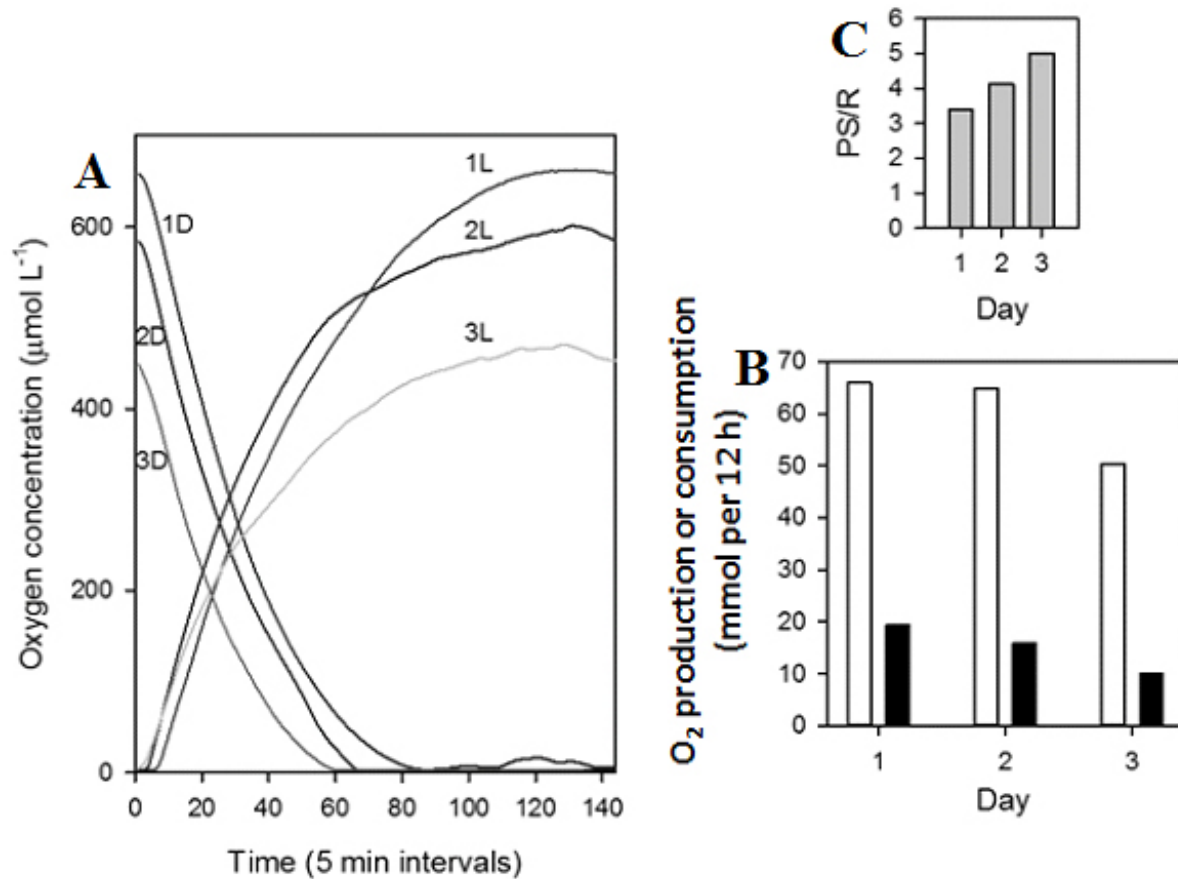 A
Oxygen concentration (μmol L⁻¹)
600
400
200
0
1D
2D
3D
1L
2L
3L
0 20 40 60 80 100 120 140
Time (5 min intervals)
C
PS/R
6
5
4
3
2
1
0
1 2 3
Day
B
O₂ production or consumption
(mmol per 12 h)
70
60
50
40
30
20
10
0
1 2 3
Day